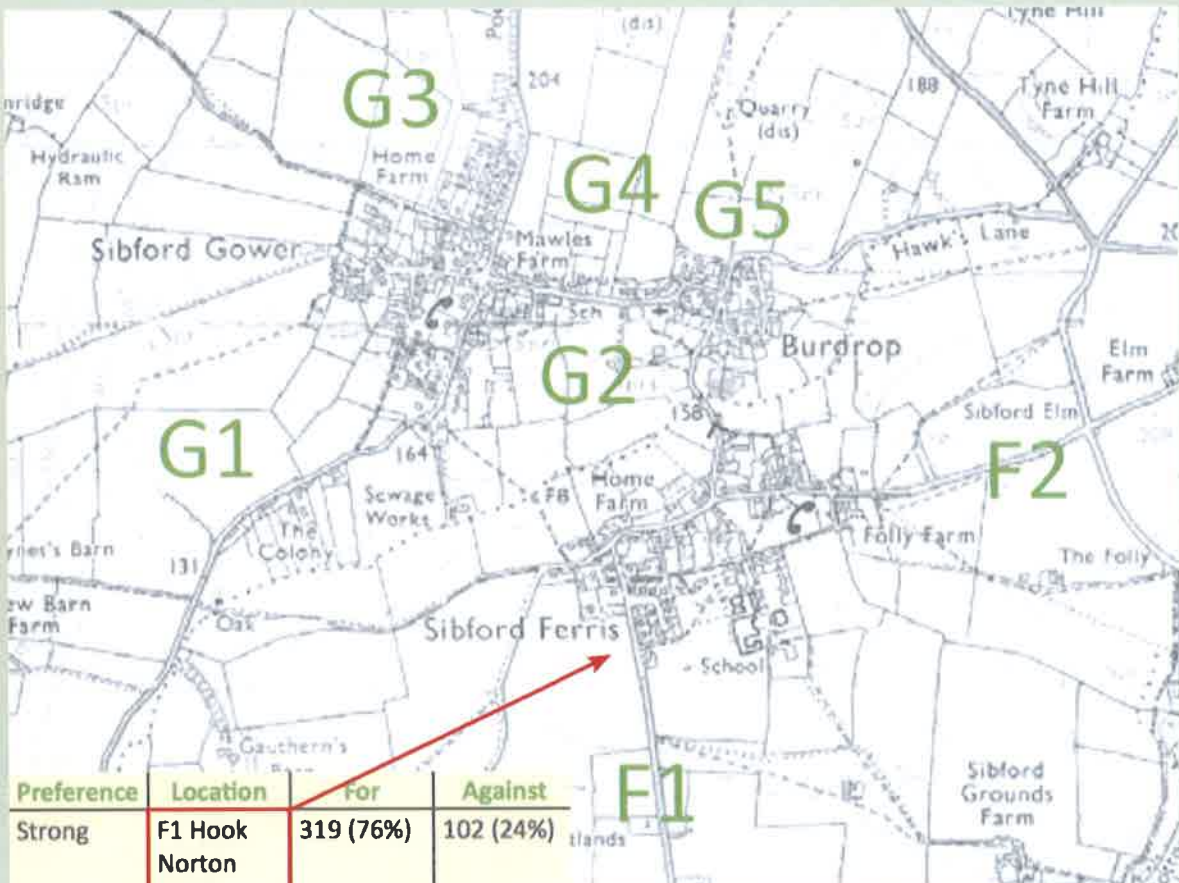 Tyne Hill
(dis)
204
188
G3
Tyne Hill
Farm
Quarry
(dis)
Hydraulic
Ram
Home
Farm
G4
G5
Sibford Gower
Mawles
Farm
Hawk's Lane
Sch
Burdrop
G2
Elm
Farm
158
Sibford Elm
G1
164
F2
Sewage
Works
FB
Home
Farm
The
Colony
Folly Farm
131
The Folly
Farm
Oak
Sibford Ferris
School
Gauthern's
F1
Sibford
Grounds
Farm
Preference Location For Against
Strong F1 Hook Norton 319 (76%) 102 (24%)